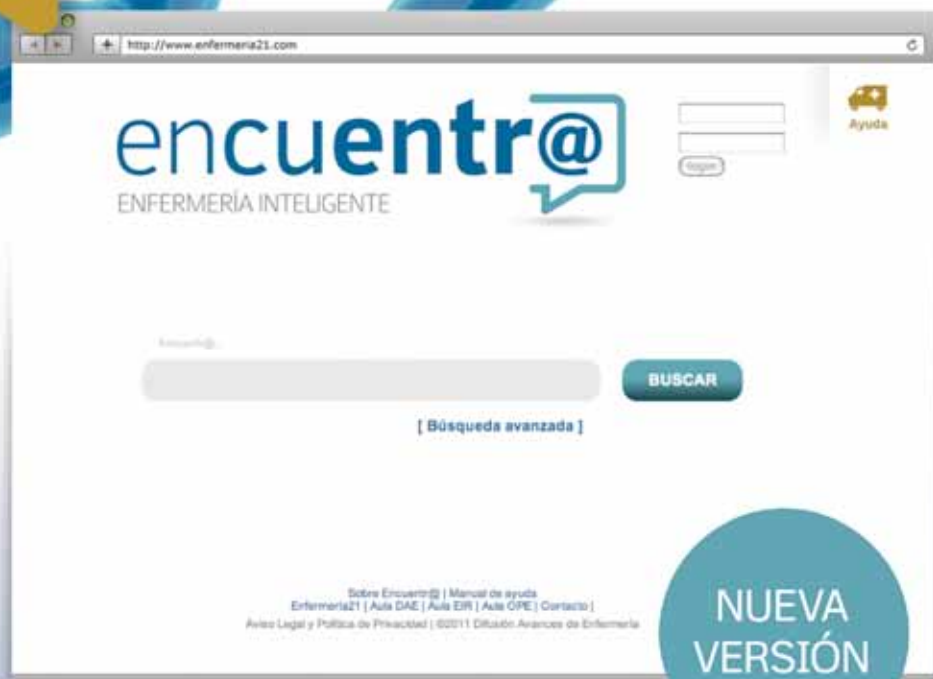 http://www.enfermeria21.com
encuentr@
ENFERMERÍA INTELIGENTE
Ayuda
Encuentr@
BUSCAR
[ Búsqueda avanzada ]
Sobre Encuentr@ | Manual de ayuda
Enfermeria21 | Aula DAE | Aula EIR | Aula OPE | Contacto |
Aviso Legal y Política de Privacidad | ©2011 Difusión Avances de Enfermería
NUEVA
VERSIÓN